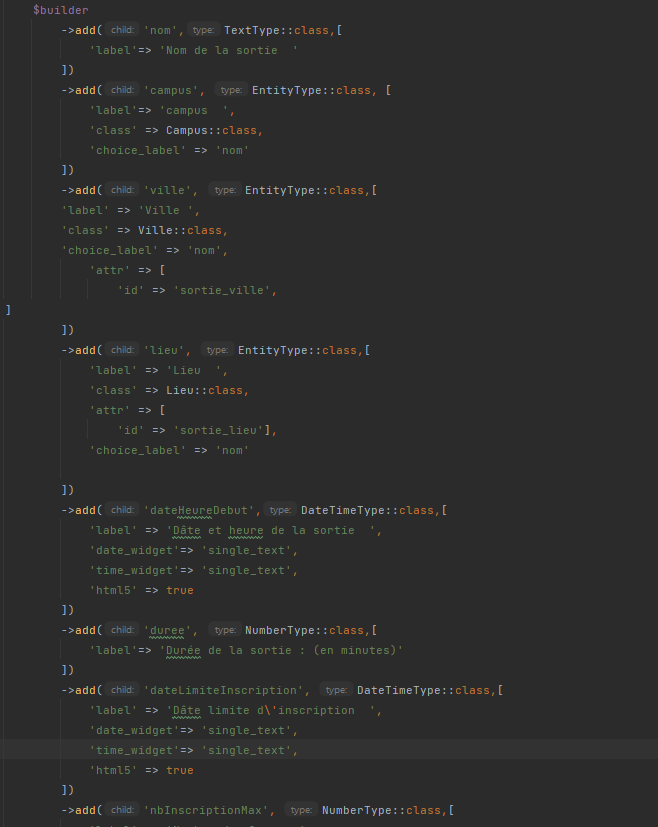 $builder
->add( child: 'nom', type: TextType::class,[
'label'=> 'Nom de la sortie  '
])
->add( child: 'campus', type: EntityType::class, [
'label'=> 'campus  ',
'class' => Campus::class,
'choice_label' => 'nom'
])
->add( child: 'ville', type: EntityType::class,[
'label' => 'Ville ',
'class' => Ville::class,
'choice_label' => 'nom',
'attr' => [
'id' => 'sortie_ville',
]
])
->add( child: 'lieu', type: EntityType::class,[
'label' => 'Lieu  ',
'class' => Lieu::class,
'attr' => [
'id' => 'sortie_lieu'],
'choice_label' => 'nom'
])
->add( child: 'dateHeureDebut', type: DateTimeType::class,[
'label' => 'Dâte et heure de la sortie  ',
'date_widget'=> 'single_text',
'time_widget'=> 'single_text',
'html5' => true
])
->add( child: 'duree', type: NumberType::class,[
'label'=> 'Durée de la sortie : (en minutes)'
])
->add( child: 'dateLimiteInscription', type: DateTimeType::class,[
'label' => 'Dâte limite d\'inscription  ',
'date_widget'=> 'single_text',
'time_widget'=> 'single_text',
'html5' => true
])
->add( child: 'nbInscriptionMax', type: NumberType::class,[